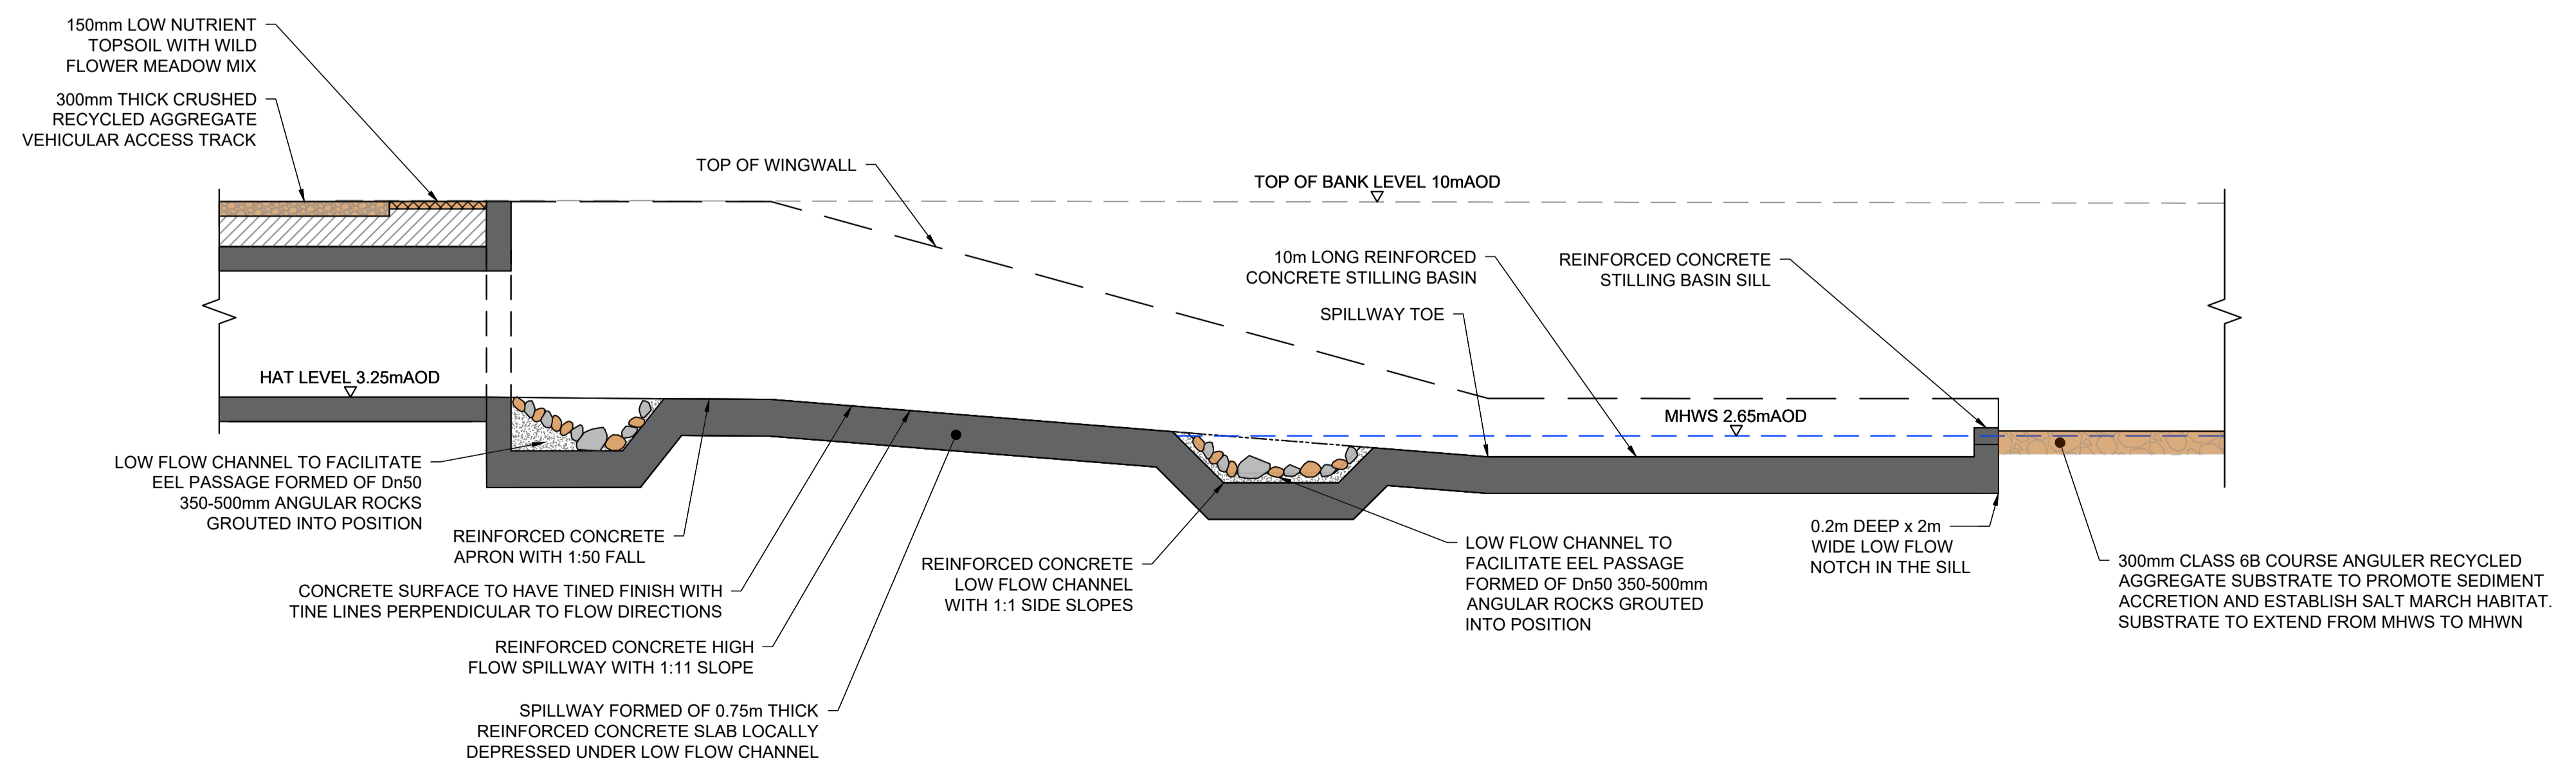 150mm LOW NUTRIENT
TOPSOIL WITH WILD
FLOWER MEADOW MIX
300mm THICK CRUSHED
RECYCLED AGGREGATE
VEHICULAR ACCESS TRACK
TOP OF WINGWALL
TOP OF BANK LEVEL 10mAOD
10m LONG REINFORCED
CONCRETE STILLING BASIN
REINFORCED CONCRETE
STILLING BASIN SILL
SPILLWAY TOE
HAT LEVEL 3.25mAOD
MHWS 2.65mAOD
LOW FLOW CHANNEL TO FACILITATE
EEL PASSAGE FORMED OF Dn50
350-500mm ANGULAR ROCKS
GROUTED INTO POSITION
REINFORCED CONCRETE
APRON WITH 1:50 FALL
CONCRETE SURFACE TO HAVE TINED FINISH WITH
TINE LINES PERPENDICULAR TO FLOW DIRECTIONS
REINFORCED CONCRETE HIGH
FLOW SPILLWAY WITH 1:11 SLOPE
SPILLWAY FORMED OF 0.75m THICK
REINFORCED CONCRETE SLAB LOCALLY
DEPRESSED UNDER LOW FLOW CHANNEL
REINFORCED CONCRETE
LOW FLOW CHANNEL
WITH 1:1 SIDE SLOPES
LOW FLOW CHANNEL TO
FACILITATE EEL PASSAGE
FORMED OF Dn50 350-500mm
ANGULAR ROCKS GROUTED
INTO POSITION
0.2m DEEP x 2m
WIDE LOW FLOW
NOTCH IN THE SILL
300mm CLASS 6B COURSE ANGULER RECYCLED
AGGREGATE SUBSTRATE TO PROMOTE SEDIMENT
ACCRETION AND ESTABLISH SALT MARCH HABITAT.
SUBSTRATE TO EXTEND FROM MHWS TO MHWN